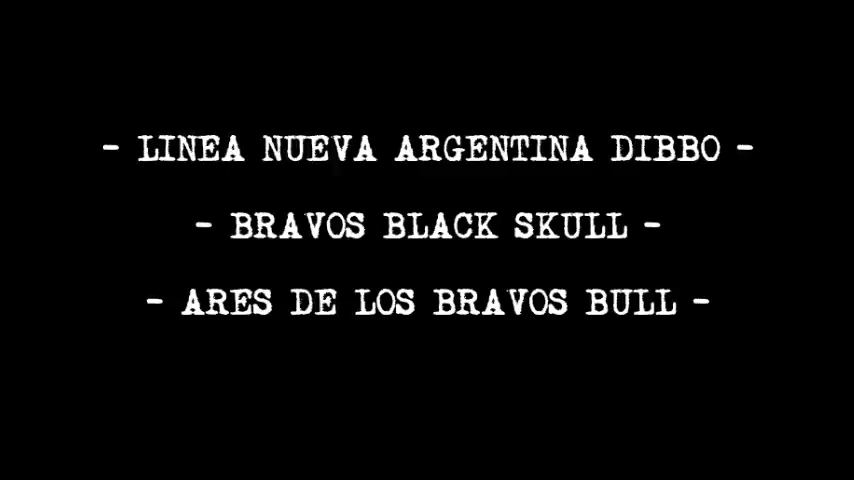 - LINEA NUEVA ARGENTINA DIBBO -
- BRAVOS BLACK SKULL -
- ARES DE LOS BRAVOS BULL -